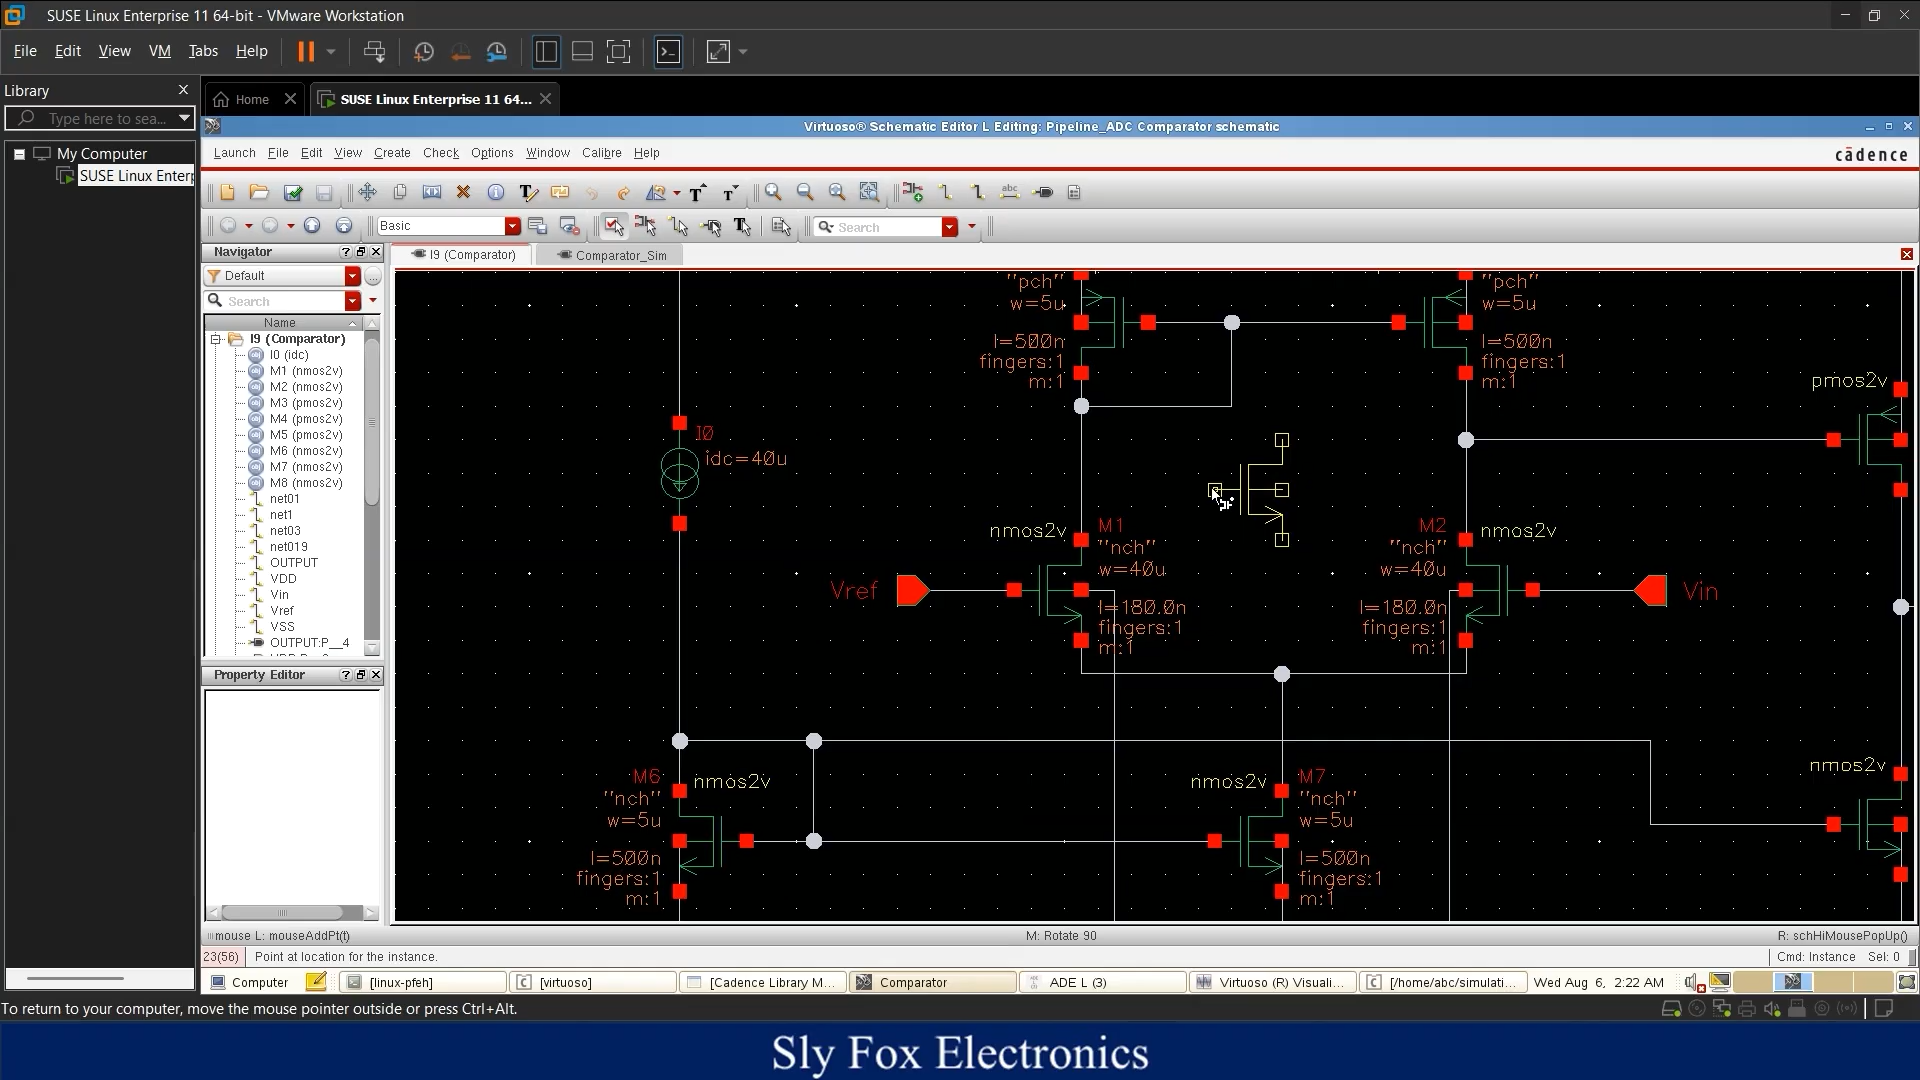 SUSE Linux Enterprise 11 64-bit - VMware Workstation
File Edit View VM Tabs Help
Library
Home
SUSE Linux Enterprise 11 64...
Type here to sea...
Virtuoso® Schematic Editor L Editing: Pipeline_ADC Comparator schematic
My Computer
SUSE Linux Enterp
Launch File Edit View Create Check Options Window Calibre Help
cādence
Basic
Search
Navigator
I9 (Comparator)
Comparator_Sim
Default
Search
Name
I9 (Comparator)
I0 (idc)
M1 (nmos2v)
M2 (nmos2v)
M3 (pmos2v)
M4 (pmos2v)
M5 (pmos2v)
M6 (nmos2v)
M7 (nmos2v)
M8 (nmos2v)
net01
net1
net03
net019
OUTPUT
VDD
Vin
Vref
VSS
OUTPUT:P__4
Property Editor
"pch"
w=5u
l=500n
fingers:1
m:1
"pch"
w=5u
l=500n
fingers:1
m:1
pmos2v
I0
idc=40u
nmos2v
M1
"nch"
w=40u
l=180.0n
fingers:1
m:1
M2
nmos2v
"nch"
w=40u
l=180.0n
fingers:1
m:1
Vref
Vin
M6
nmos2v
"nch"
w=5u
l=500n
fingers:1
m:1
nmos2v
M7
"nch"
w=5u
l=500n
fingers:1
m:1
nmos2v
mouse L: mouseAddPt(t)
M: Rotate 90
R: schHiMousePopUp()
23(56)
Point at location for the instance.
Cmd: Instance Sel: 0
Computer
[linux-pfeh]
[virtuoso]
[Cadence Library M...
Comparator
ADE L (3)
Virtuoso (R) Visuali...
[/home/abc/simulati...
Wed Aug 6, 2:22 AM
To return to your computer, move the mouse pointer outside or press Ctrl+Alt.
Sly Fox Electronics